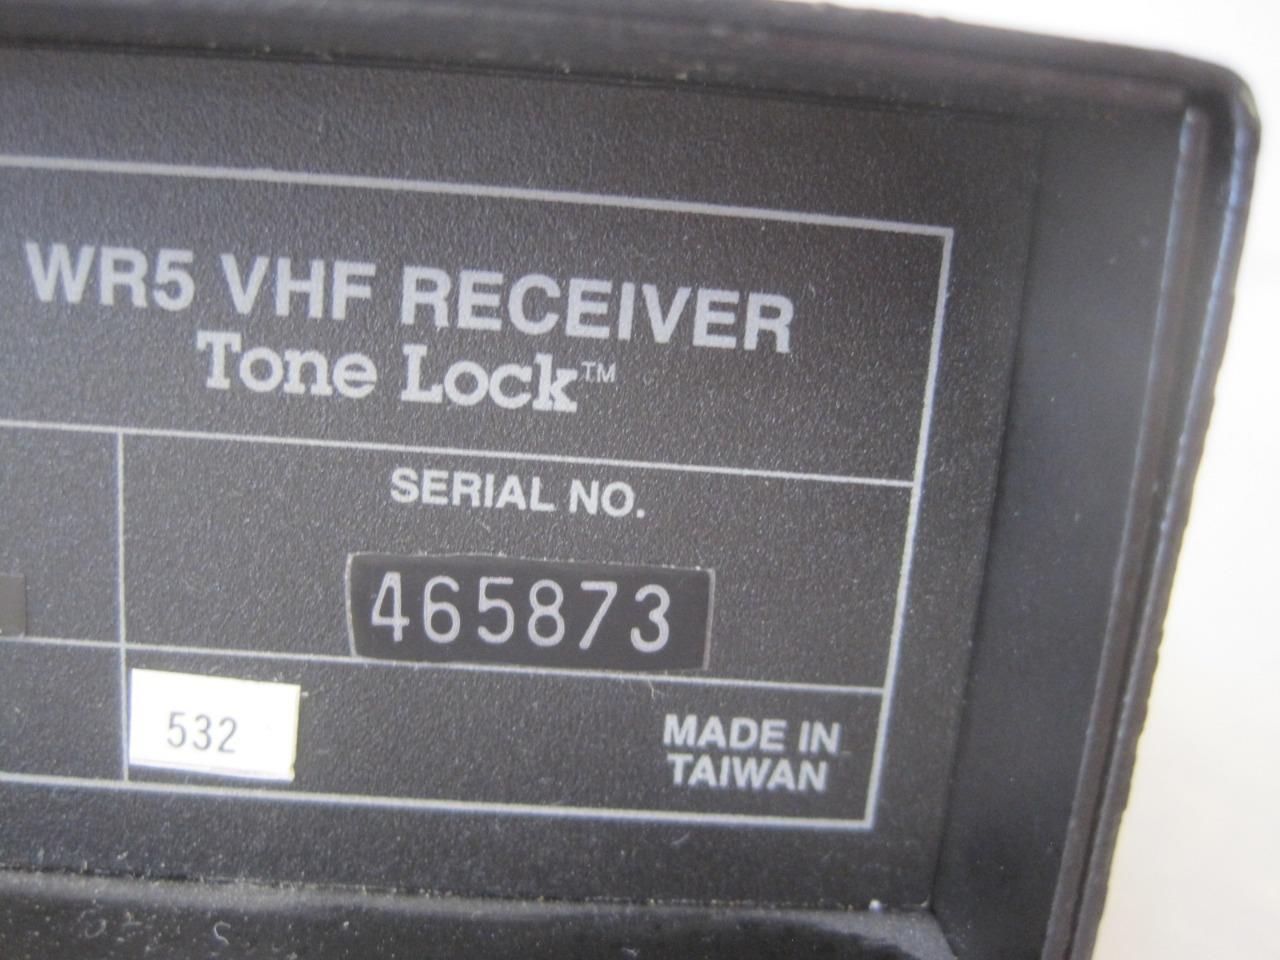 WR5 VHF RECEIVER
Tone Lock™
SERIAL NO.
465873
532
MADE IN
TAIWAN